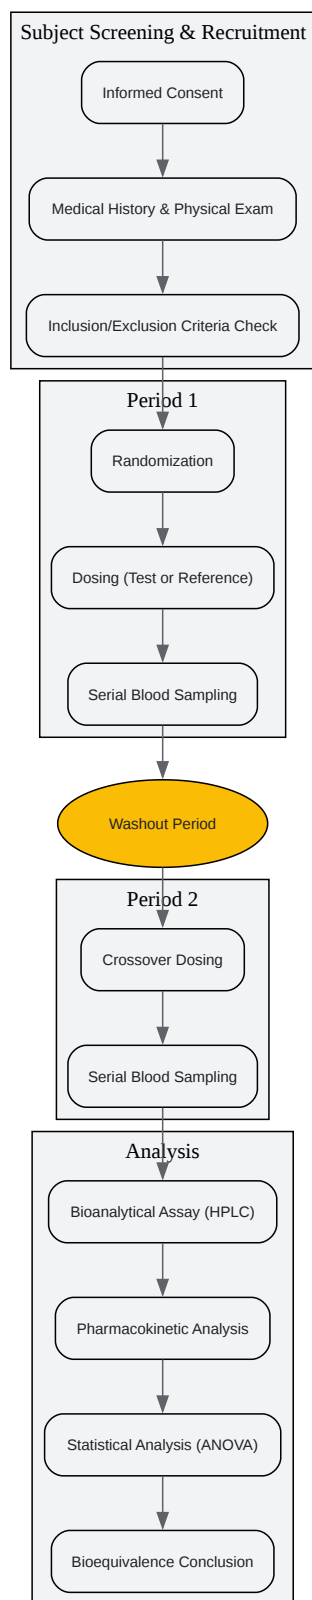 Subject Screening & Recruitment
Informed Consent
Medical History & Physical Exam
Inclusion/Exclusion Criteria Check
Period 1
Randomization
Dosing (Test or Reference)
Serial Blood Sampling
Washout Period
Period 2
Crossover Dosing
Serial Blood Sampling
Analysis
Bioanalytical Assay (HPLC)
Pharmacokinetic Analysis
Statistical Analysis (ANOVA)
Bioequivalence Conclusion